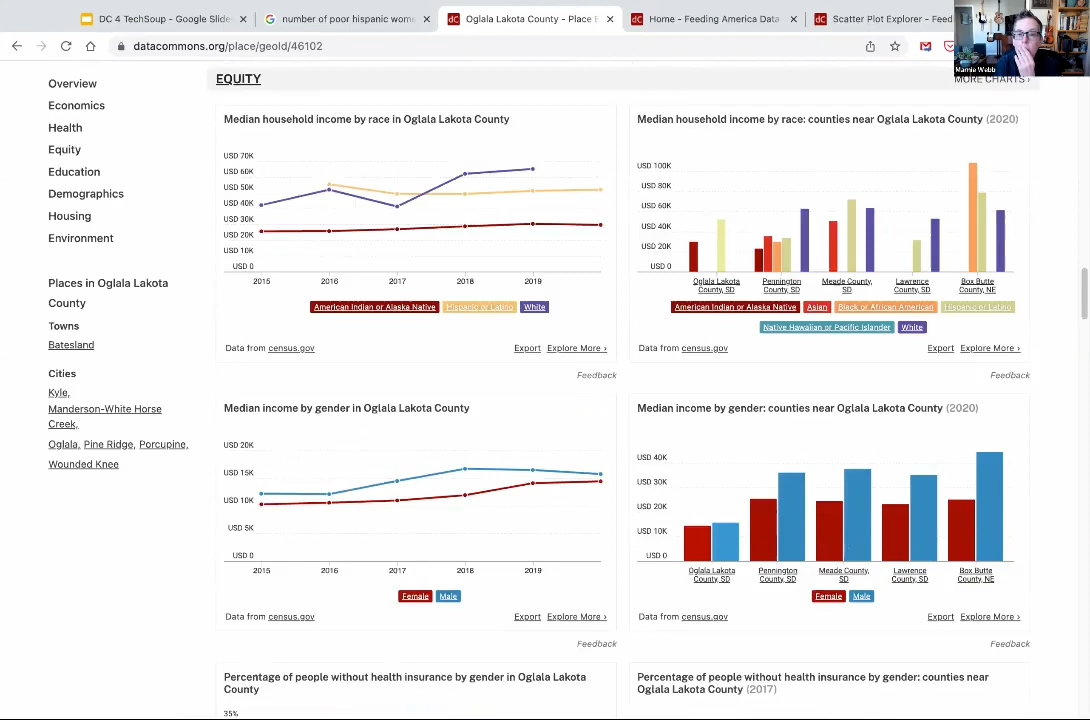 DC 4 TechSoup - Google Slide
number of poor hispanic wom
Oglala Lakota County - Place E
Home - Feeding America Data
Scatter Plot Explorer - Feed
datacommons.org/place/geoId/46102
Marnie Webb
Overview
Economics
Health
Equity
Education
Demographics
Housing
Environment
Places in Oglala Lakota
County
Towns
Batesland
Cities
Kyle,
Manderson-White Horse
Creek,
Oglala, Pine Ridge, Porcupine,
Wounded Knee
EQUITY
MORE CHARTS ›
Median household income by race in Oglala Lakota County
USD 70K
USD 60K
USD 50K
USD 40K
USD 30K
USD 20K
USD 10K
USD 0
2015 2016 2017 2018 2019
American Indian or Alaska Native Hispanic or Latino White
Data from census.gov Export Explore More ›
Feedback
Median household income by race: counties near Oglala Lakota County (2020)
USD 100K
USD 80K
USD 60K
USD 40K
USD 20K
USD 0
Oglala Lakota Pennington Meade County, Lawrence Box Butte
County, SD County, SD SD County, SD County, NE
American Indian or Alaska Native Asian Black or African American Hispanic or Latino
Native Hawaiian or Pacific Islander White
Data from census.gov Export Explore More ›
Feedback
Median income by gender in Oglala Lakota County
USD 20K
USD 15K
USD 10K
USD 5K
USD 0
2015 2016 2017 2018 2019
Female Male
Data from census.gov Export Explore More ›
Feedback
Median income by gender: counties near Oglala Lakota County (2020)
USD 40K
USD 30K
USD 20K
USD 10K
USD 0
Oglala Lakota Pennington Meade County, Lawrence Box Butte
County, SD County, SD SD County, SD County, NE
Female Male
Data from census.gov Export Explore More ›
Feedback
Percentage of people without health insurance by gender in Oglala Lakota
County
35%
Percentage of people without health insurance by gender: counties near
Oglala Lakota County (2017)